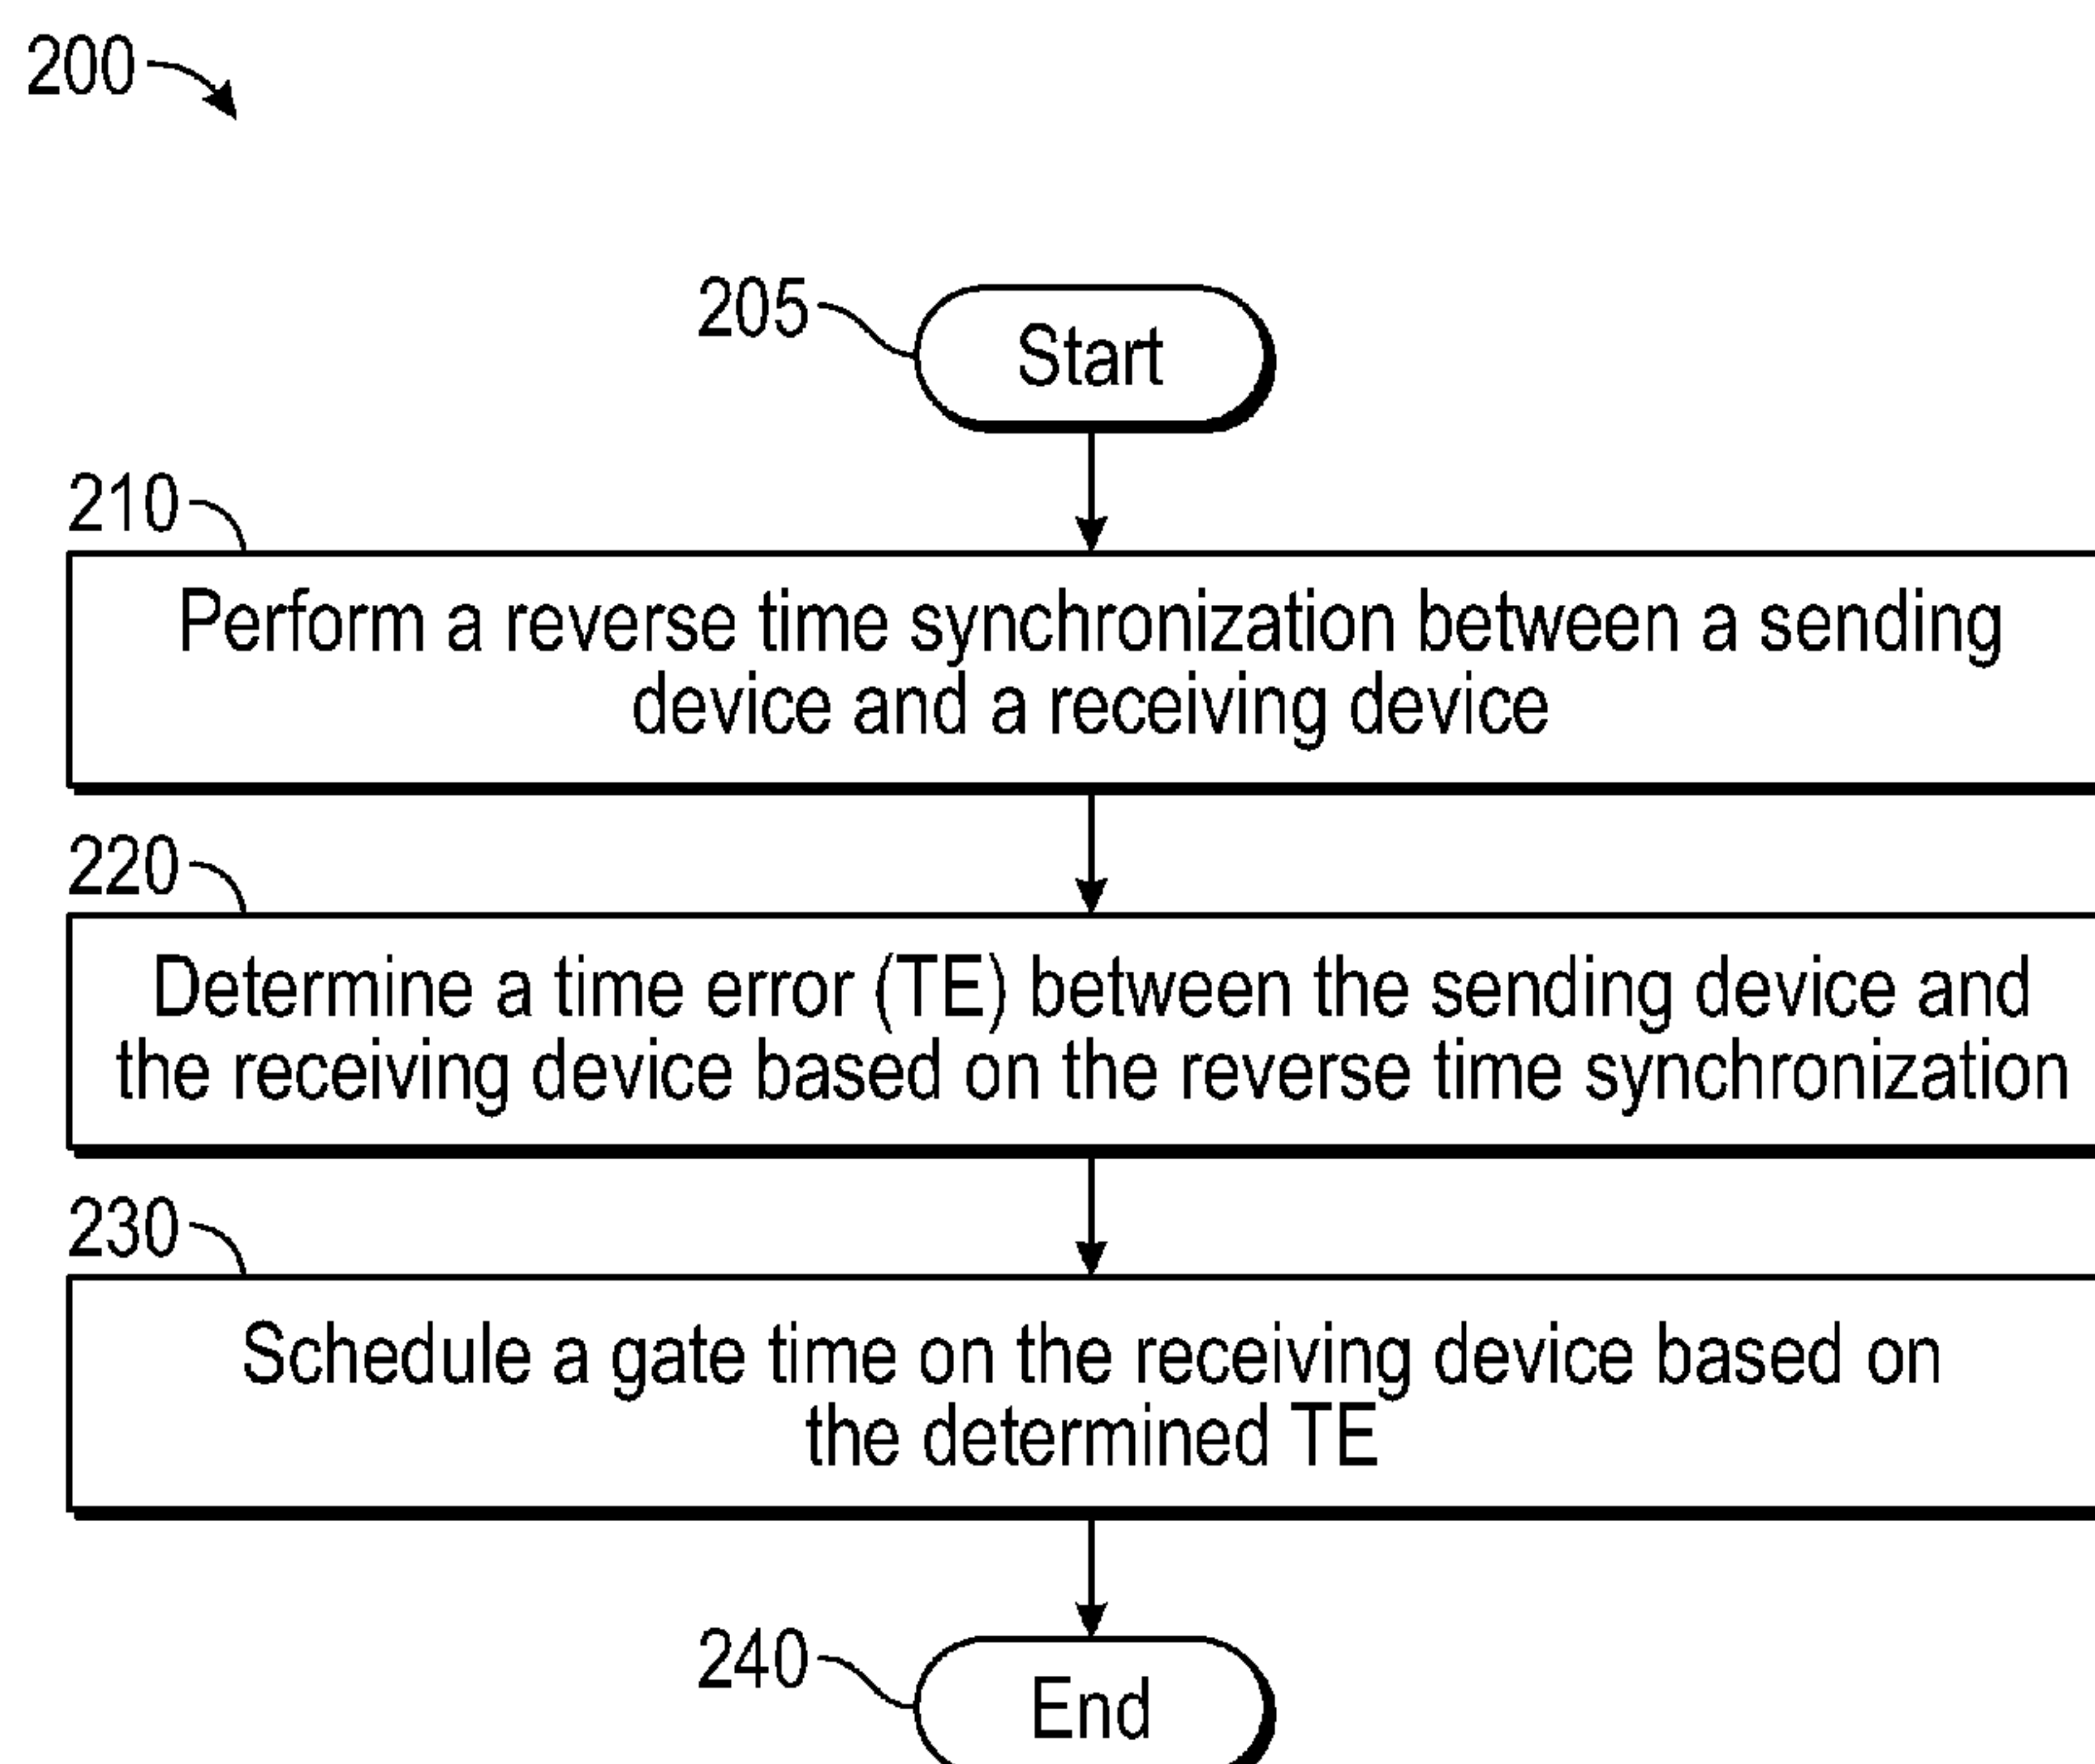 200
205
Start
210
Perform a reverse time synchronization between a sending
device and a receiving device
220
Determine a time error (TE) between the sending device and
the receiving device based on the reverse time synchronization
230
Schedule a gate time on the receiving device based on
the determined TE
240
End